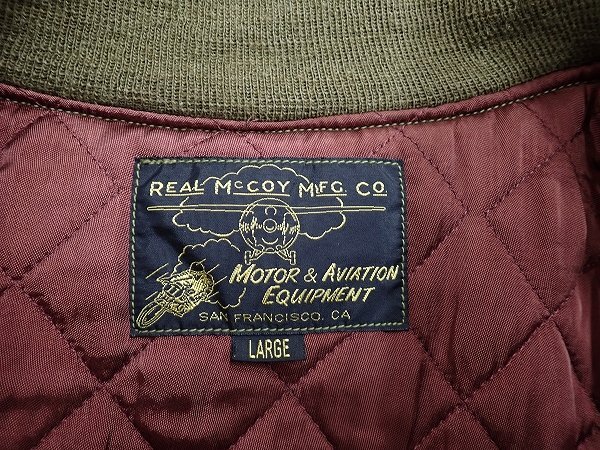 REAL McCOY MFG. CO
MOTOR & AVIATION
EQUIPMENT
SAN FRANCISCO. CA
LARGE